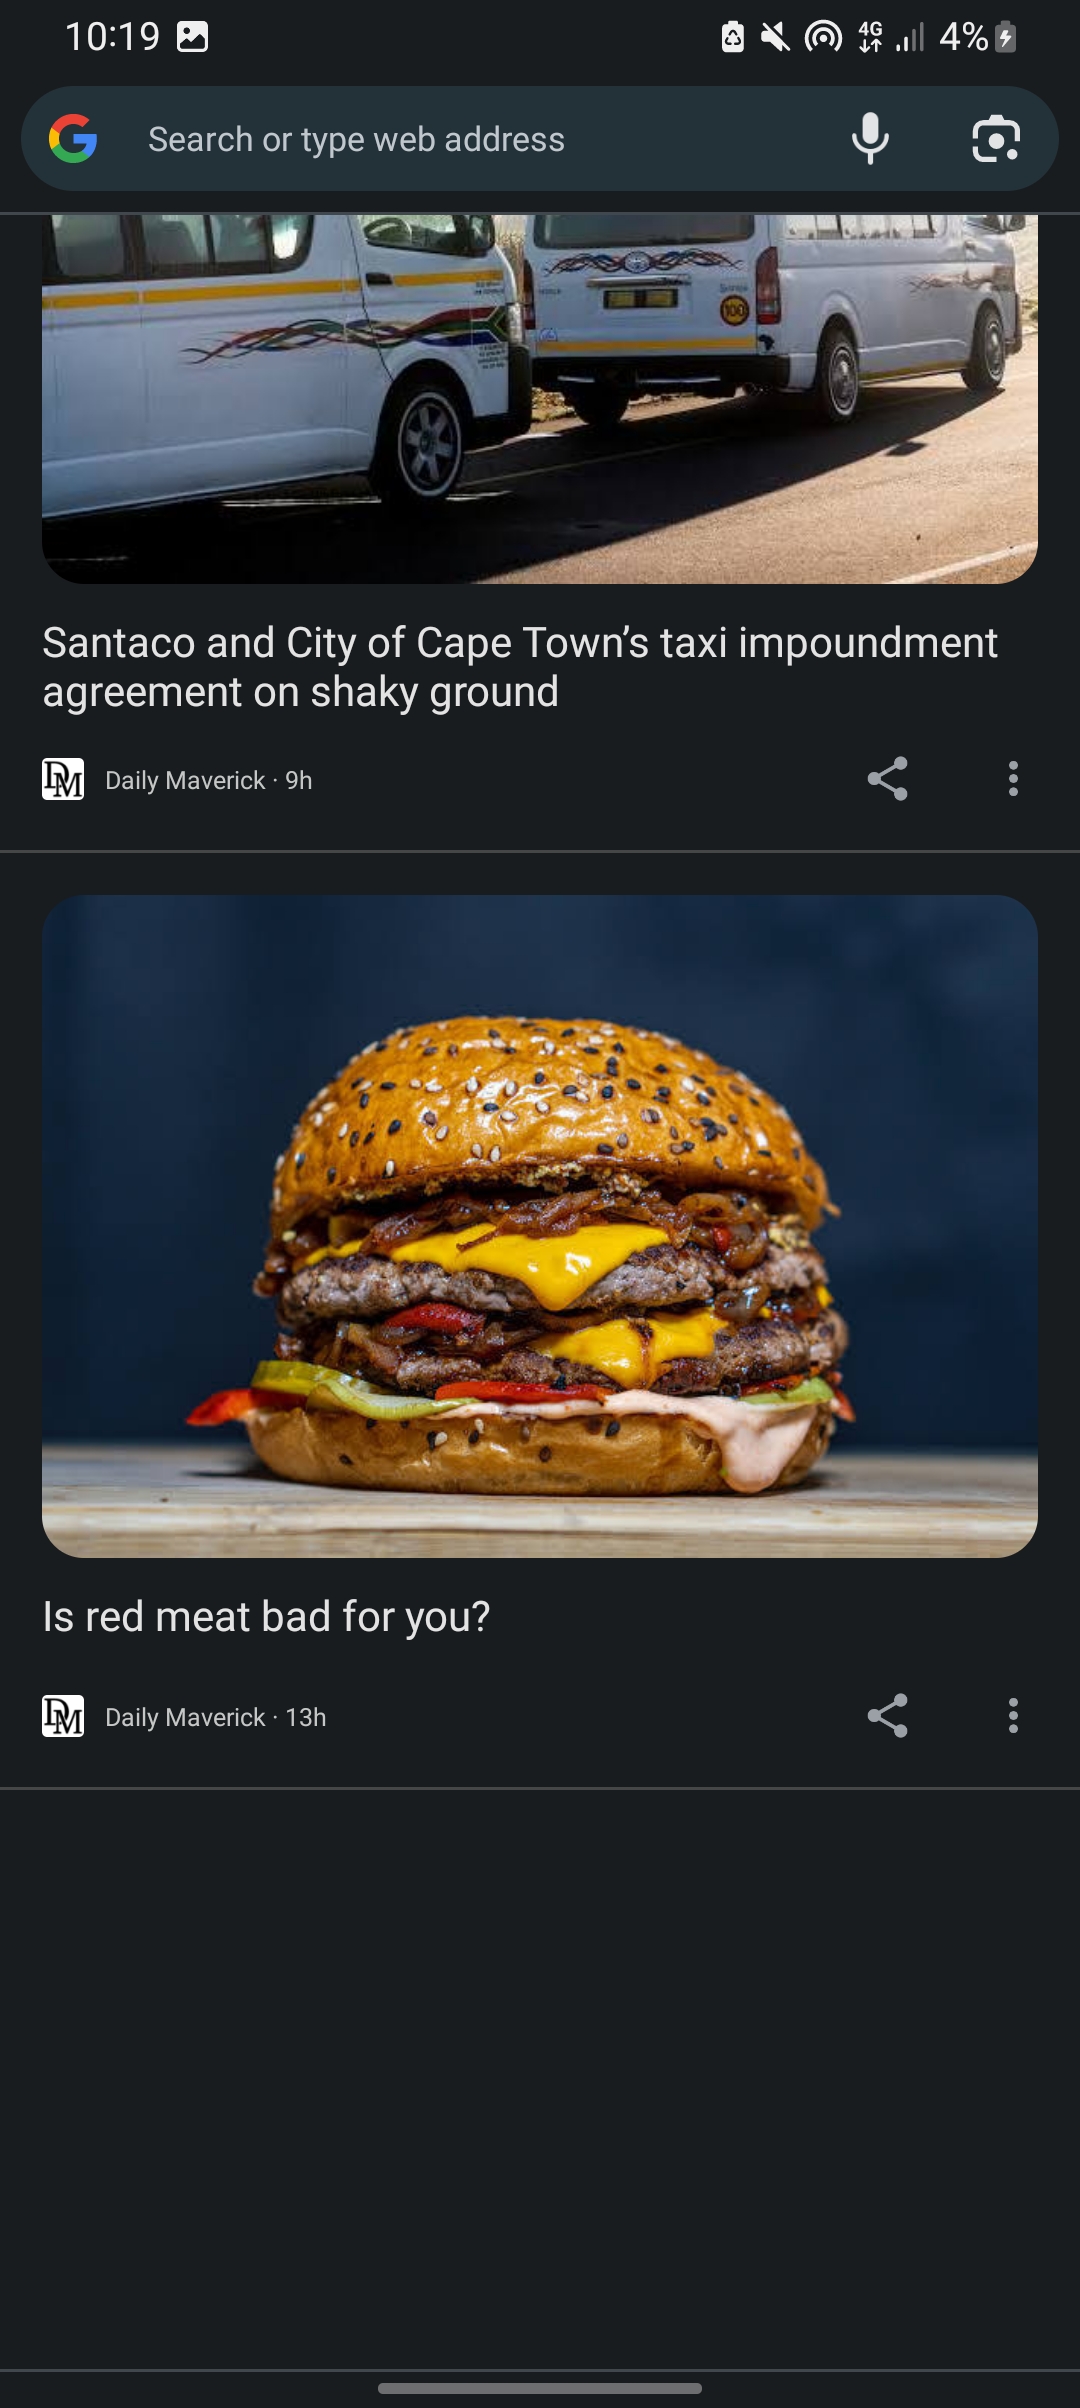 10:19
4G
4%
Search or type web address
100
Santaco and City of Cape Town’s taxi impoundment
agreement on shaky ground
DM
Daily Maverick · 9h
Is red meat bad for you?
DM
Daily Maverick · 13h